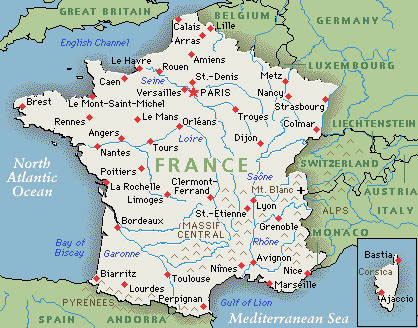 GREAT BRITAIN
BELGIUM
GERMANY
Calais
Lille
Arras
English Channel
Amiens
LUXEMBOURG
Le Havre
Rouen
St-Denis
Metz
Caen
Seine
Versailles
PARIS
Nancy
Strasbourg
Brest
Le Mont-Saint-Michel
Rennes
Le Mans
Orléans
Troyes
Colmar
LIECHTENSTEIN
Angers
Loire
Dijon
Nantes
Tours
North
Atlantic
Ocean
FRANCE
SWITZERLAND
Poitiers
Saône
La Rochelle
Clermont-
Ferrand
Mt. Blanc
AUSTRIA
Limoges
Lyon
ITALY
St-Etienne
ALPS
Bordeaux
MASSIF
CENTRAL
Grenoble
MONACO
Bay of
Biscay
Garonne
Rhône
Bastia
Avignon
Corsica
Biarritz
Toulouse
Nîmes
Nice
Lourdes
Marseille
Ajaccio
PYRENEES
Perpignan
Gulf of Lion
SPAIN
ANDORRA
Mediterranean Sea